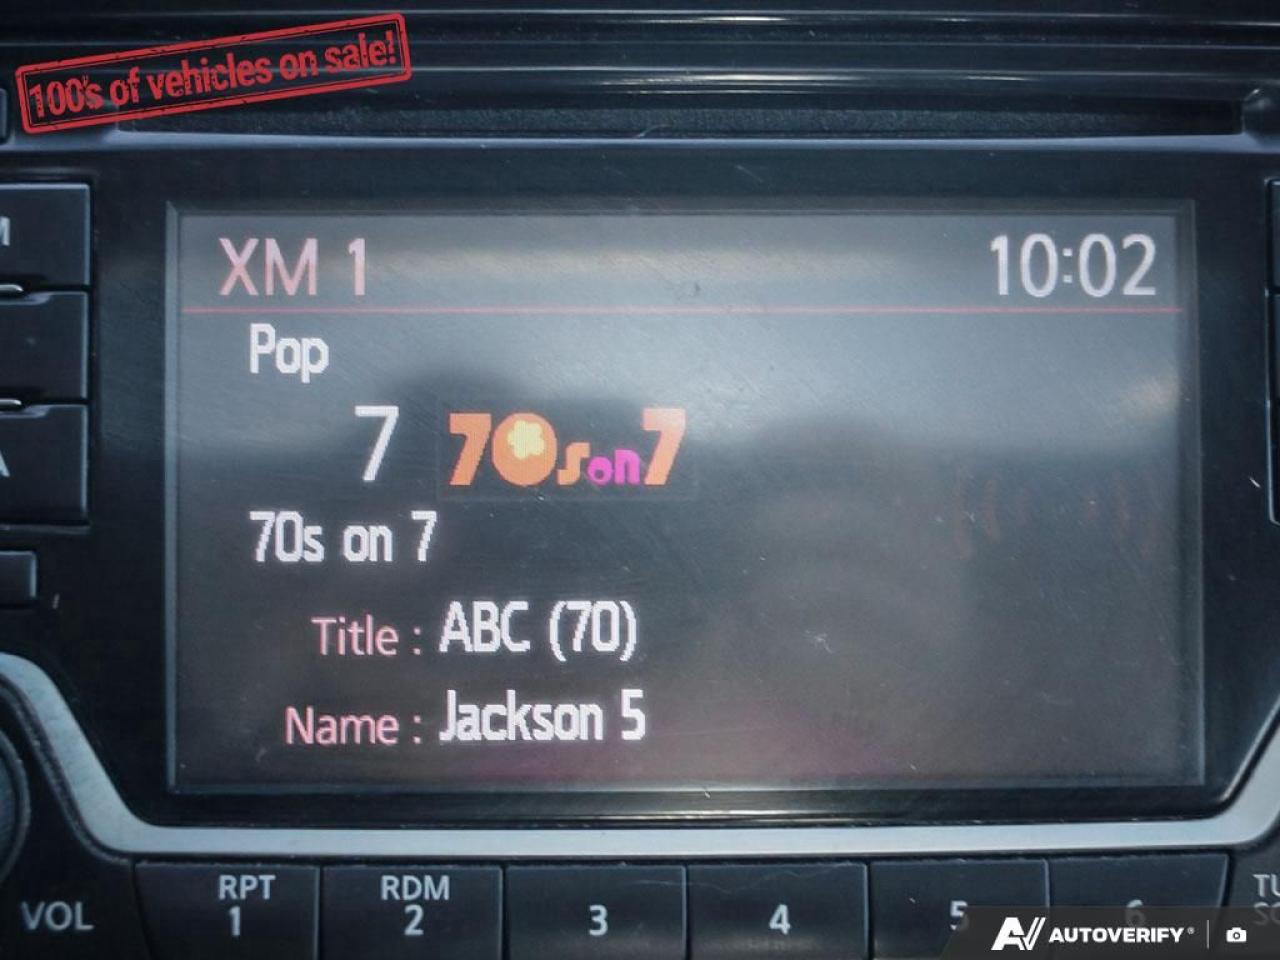 100's of vehicles on sale!
XM 1 10:02
Pop
7 70s on 7
70s on 7
Title : ABC (70)
Name : Jackson 5
RPT RDM
VOL 1 2 3 4 5 6
AUTOVERIFY